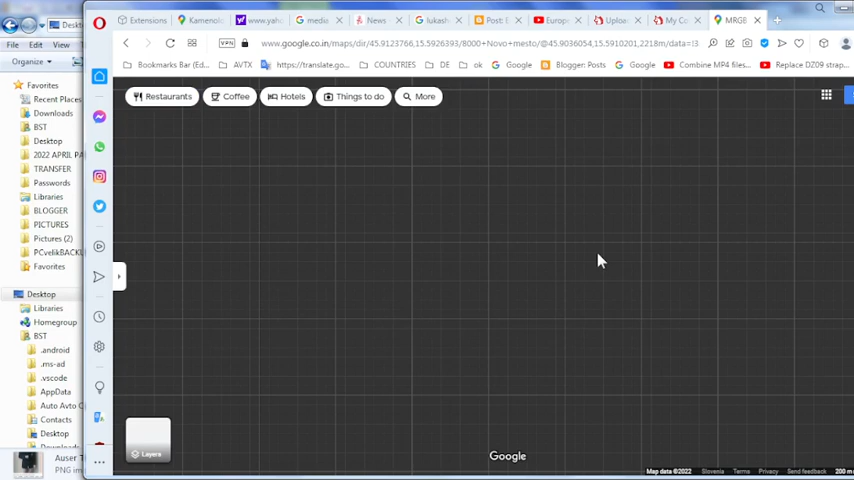 Extensions
Kamenolo
www.yaho
media
News
lukash
Post: E
Europe
Uploa
My Co
MRG8
File Edit View
Deskto
VPN
www.google.co.in/maps/dir/45.9123766,15.5926393/8000+Novo+mesto/@45.9036054,15.5910201,2218m/data=!3
Organize
Bookmarks Bar (Ed...
AVTX
https://translate.go...
COUNTRIES
DE
ok
Google
Blogger: Posts
Google
Combine MP4 files...
Replace DZ09 strap...
Favorites
Recent Places
Downloads
BST
Desktop
2022 APRIL PA
TRANSFER
Passwords
Libraries
BLOGGER
PICTURES
Pictures (2)
PCvelikBACKU
Favorites
Desktop
Libraries
Homegroup
BST
.android
.ms-ad
.vscode
AppData
Auto Avto C
Contacts
Desktop
Auser T
PNG im
Restaurants
Coffee
Hotels
Things to do
More
Layers
Google
Map data ©2022 Slovenia Terms Privacy Send feedback 200 m